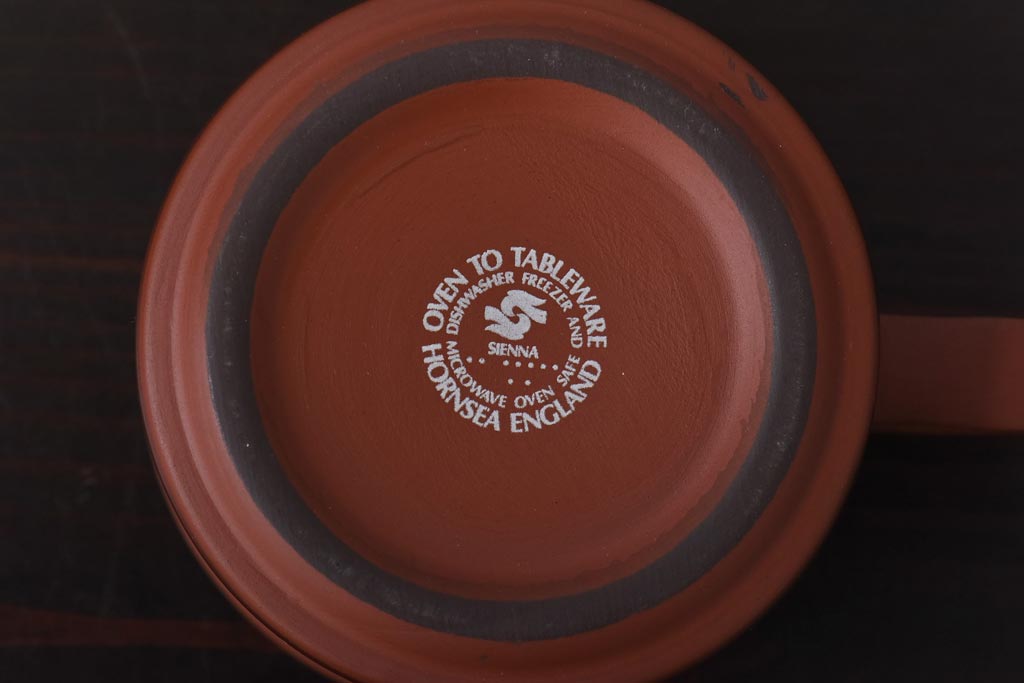 OVEN TO TABLEWARE
HORNSEA ENGLAND
DISHWASHER FREEZER AND
MICROWAVE OVEN SAFE
SIENNA